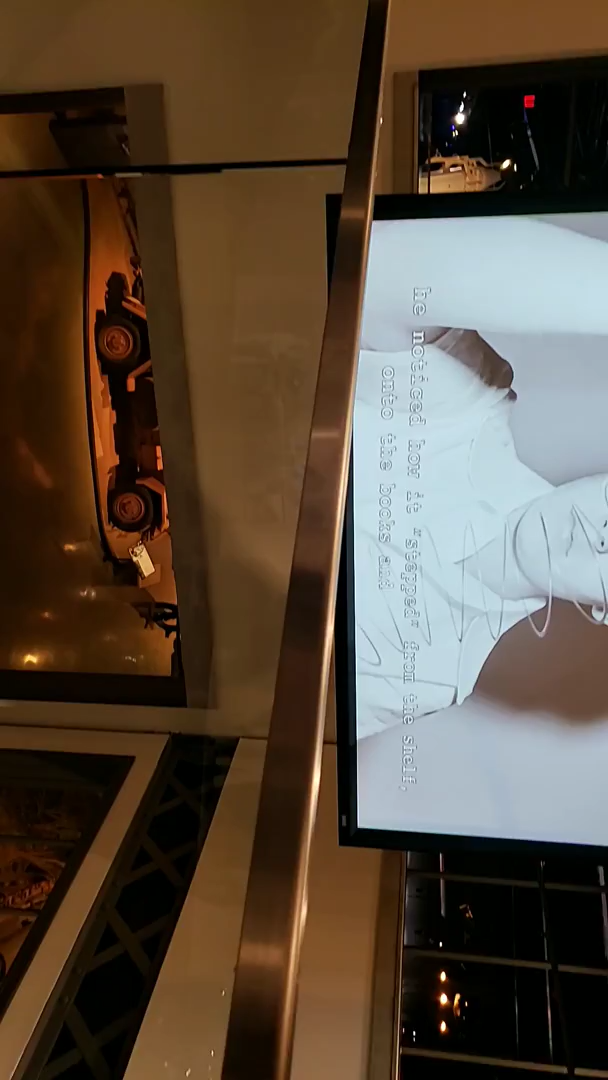 he noticed how it "stepped" from the shelf,
onto the books and